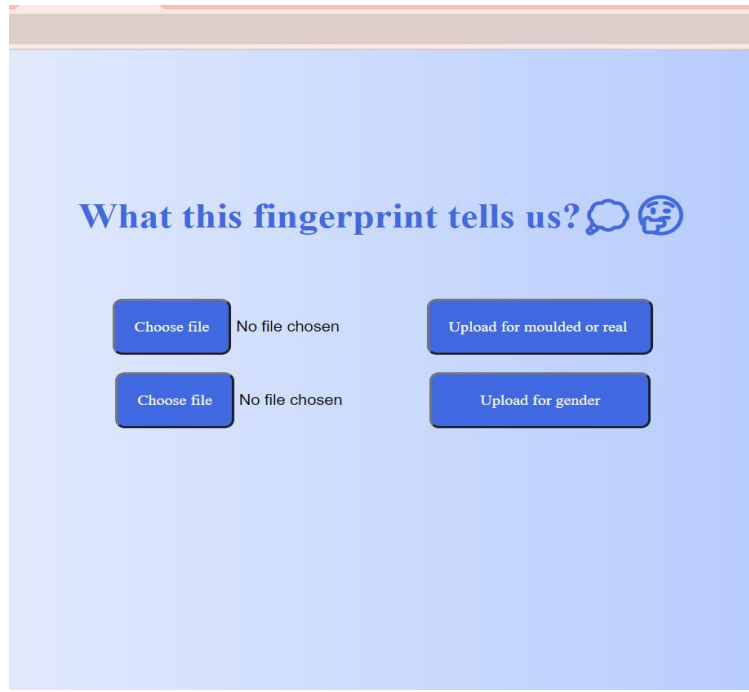 What this fingerprint tells us?💭🤔
Choose file No file chosen Upload for moulded or real
Choose file No file chosen Upload for gender